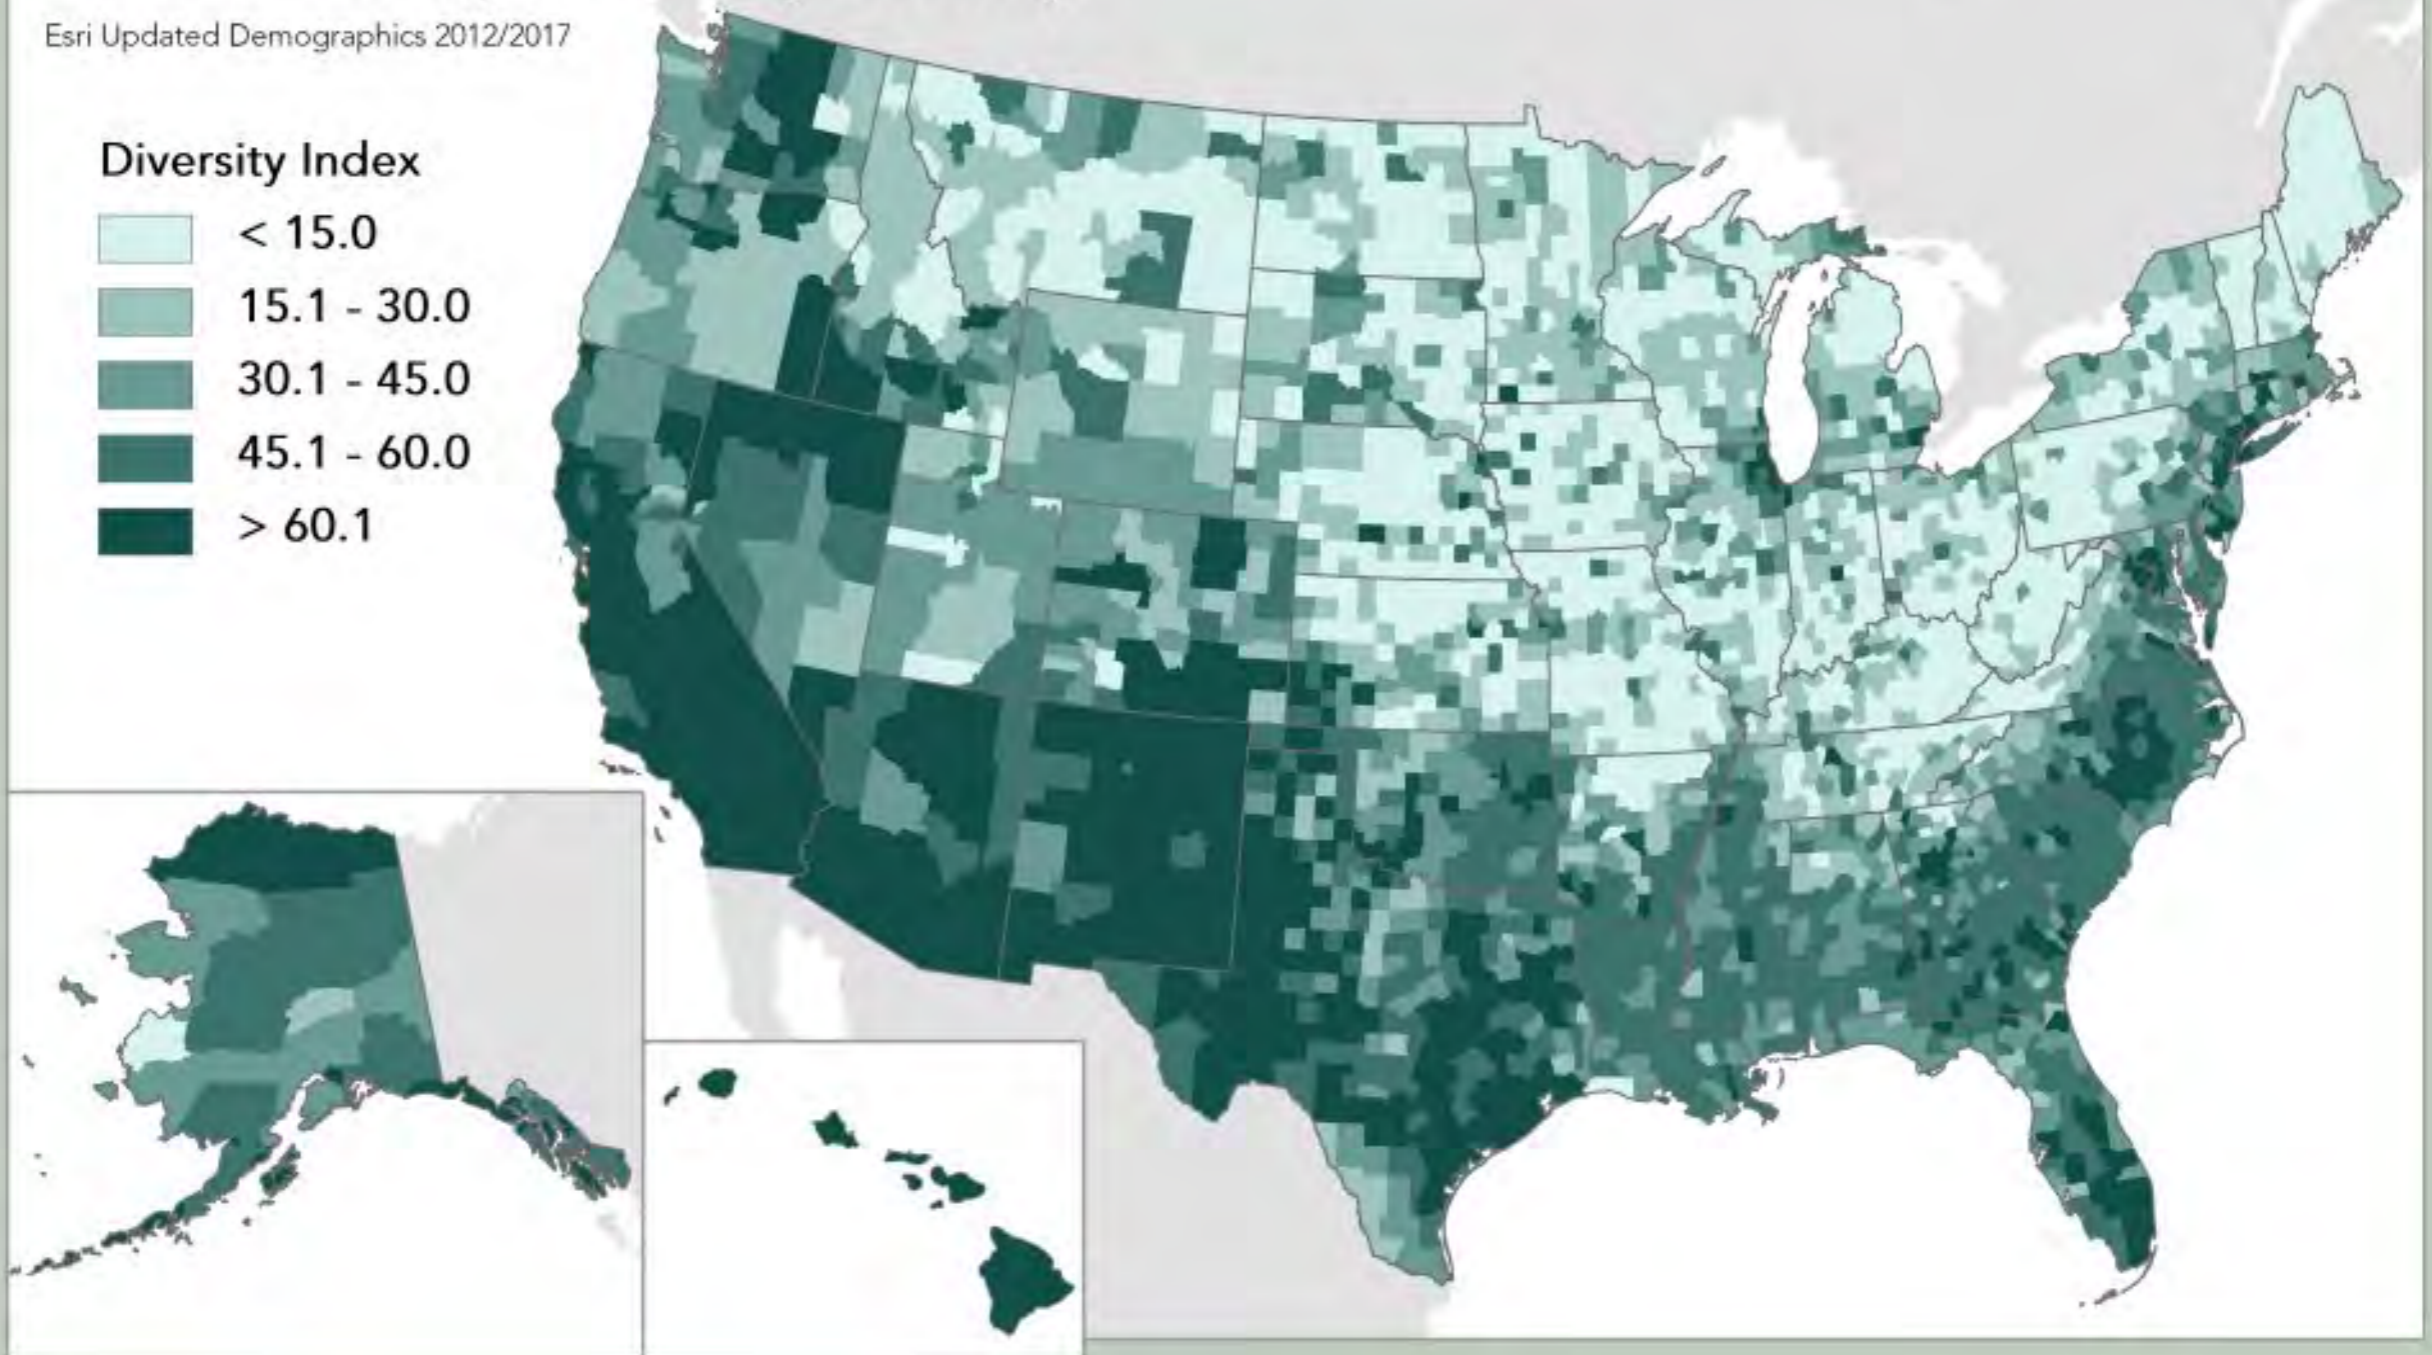 Esri Updated Demographics 2012/2017
Diversity Index
< 15.0
15.1 - 30.0
30.1 - 45.0
45.1 - 60.0
> 60.1